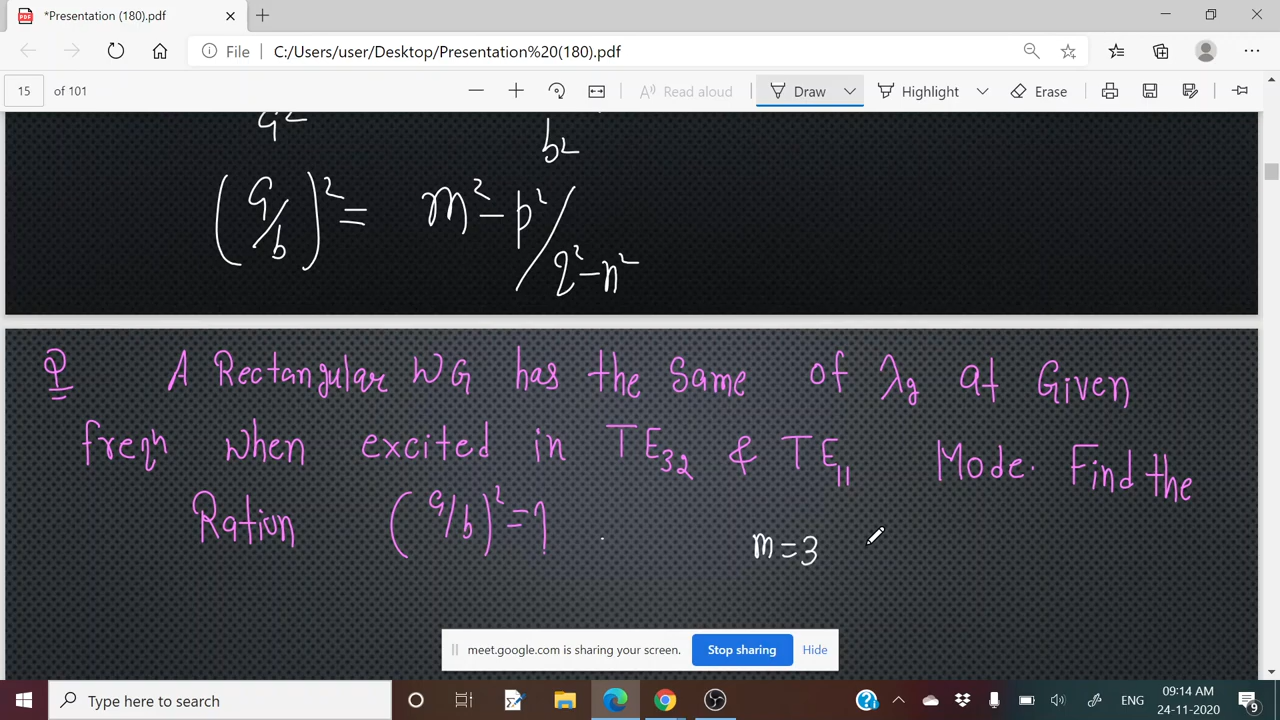 *Presentation (180).pdf
File C:/Users/user/Desktop/Presentation%20(180).pdf
15 of 101 Read aloud Draw Highlight Erase
a2 b2
(a/b)² = m² - p² / q² - n²
Q A Rectangular WG has the Same of λg at Given
freqn when excited in TE32 & TE11 Mode. Find the
Ration (a/b)² = ?
m = 3
meet.google.com is sharing your screen. Stop sharing Hide
Type here to search
ENG
09:14 AM
24-11-2020
9